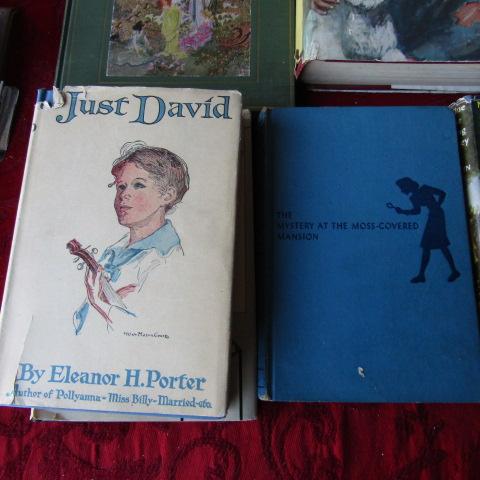 Just David
By Eleanor H. Porter
Author of Pollyanna - Miss Billy - Married - etc.
THE
MYSTERY AT THE MOSS-COVERED
MANSION